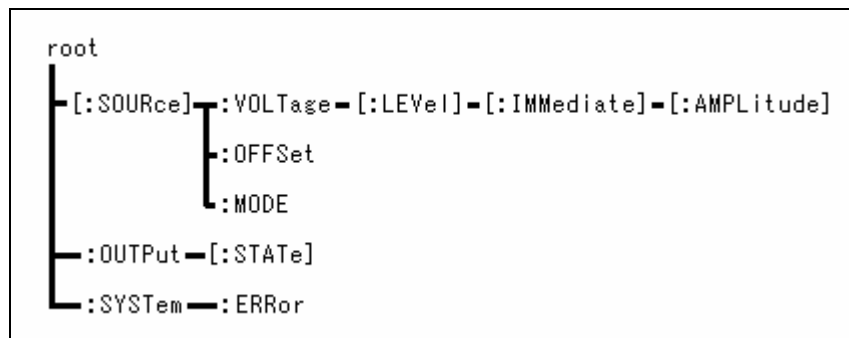 root
[:SOURce] :VOLTage [:LEVel] [:IMMediate] [:AMPLitude]
:OFFSet
:MODE
:OUTPut [:STATe]
:SYSTem :ERRor